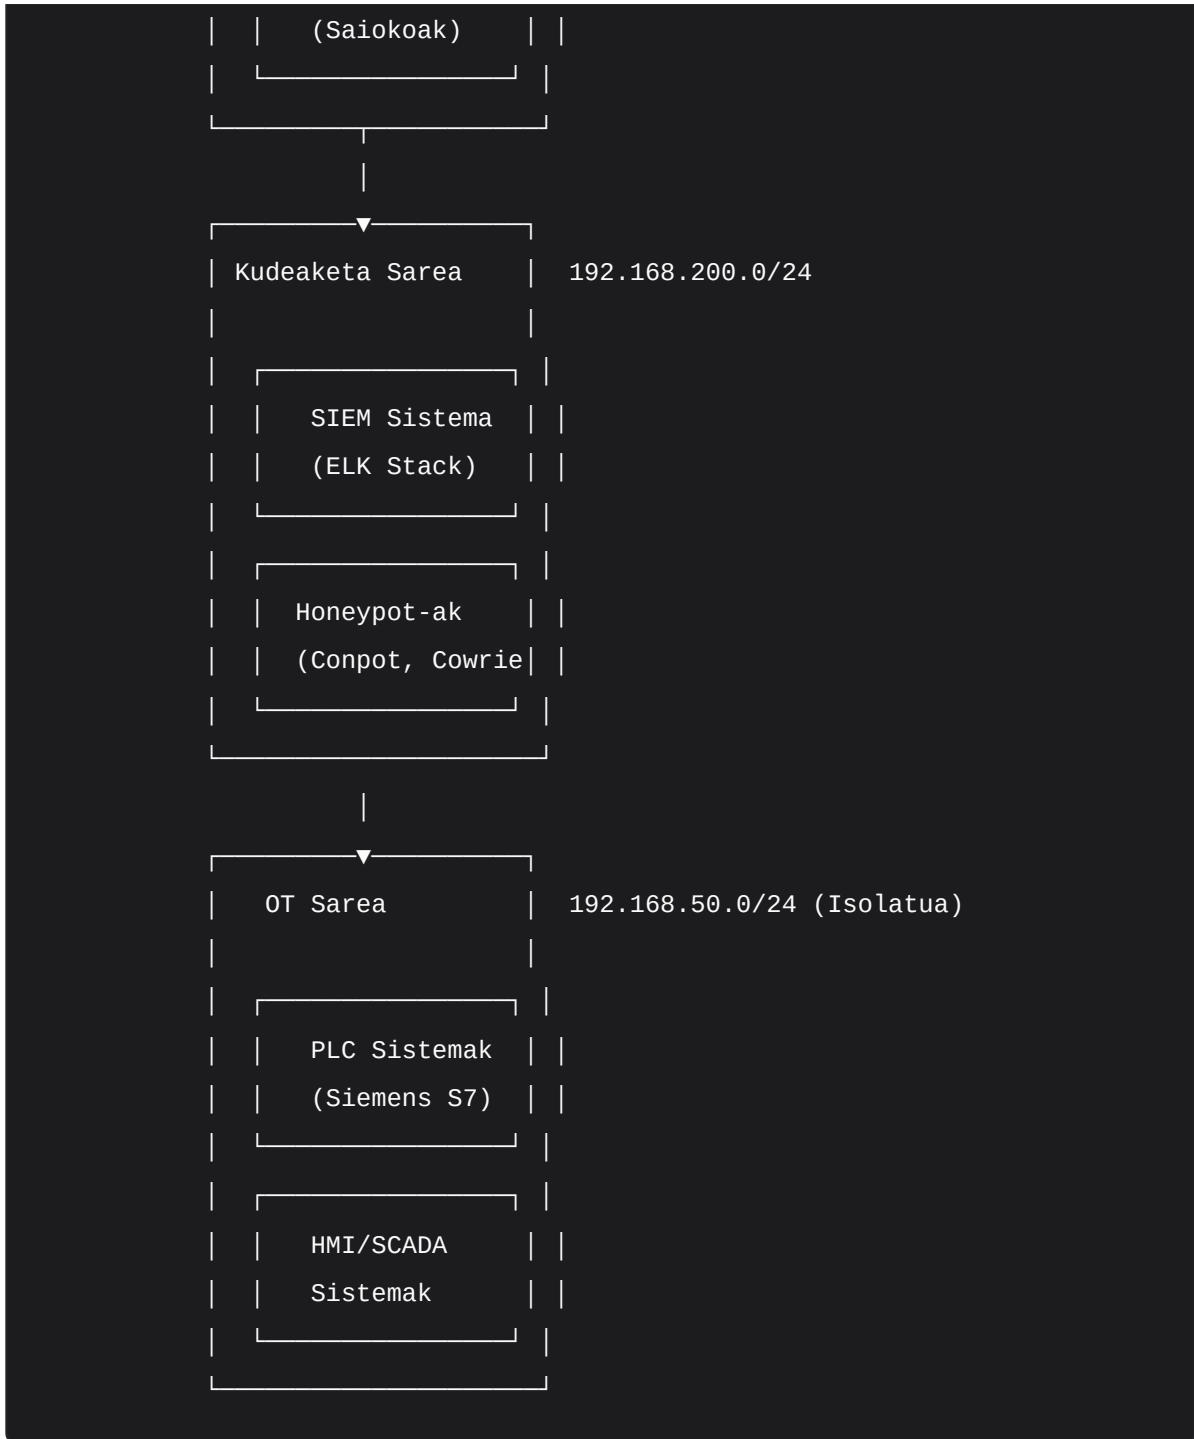 (Saiokoak)
Kudeaketa Sarea 192.168.200.0/24
SIEM Sistema
(ELK Stack)
Honeypot-ak
(Conpot, Cowrie
OT Sarea 192.168.50.0/24 (Isolatua)
PLC Sistemak
(Siemens S7)
HMI/SCADA
Sistemak